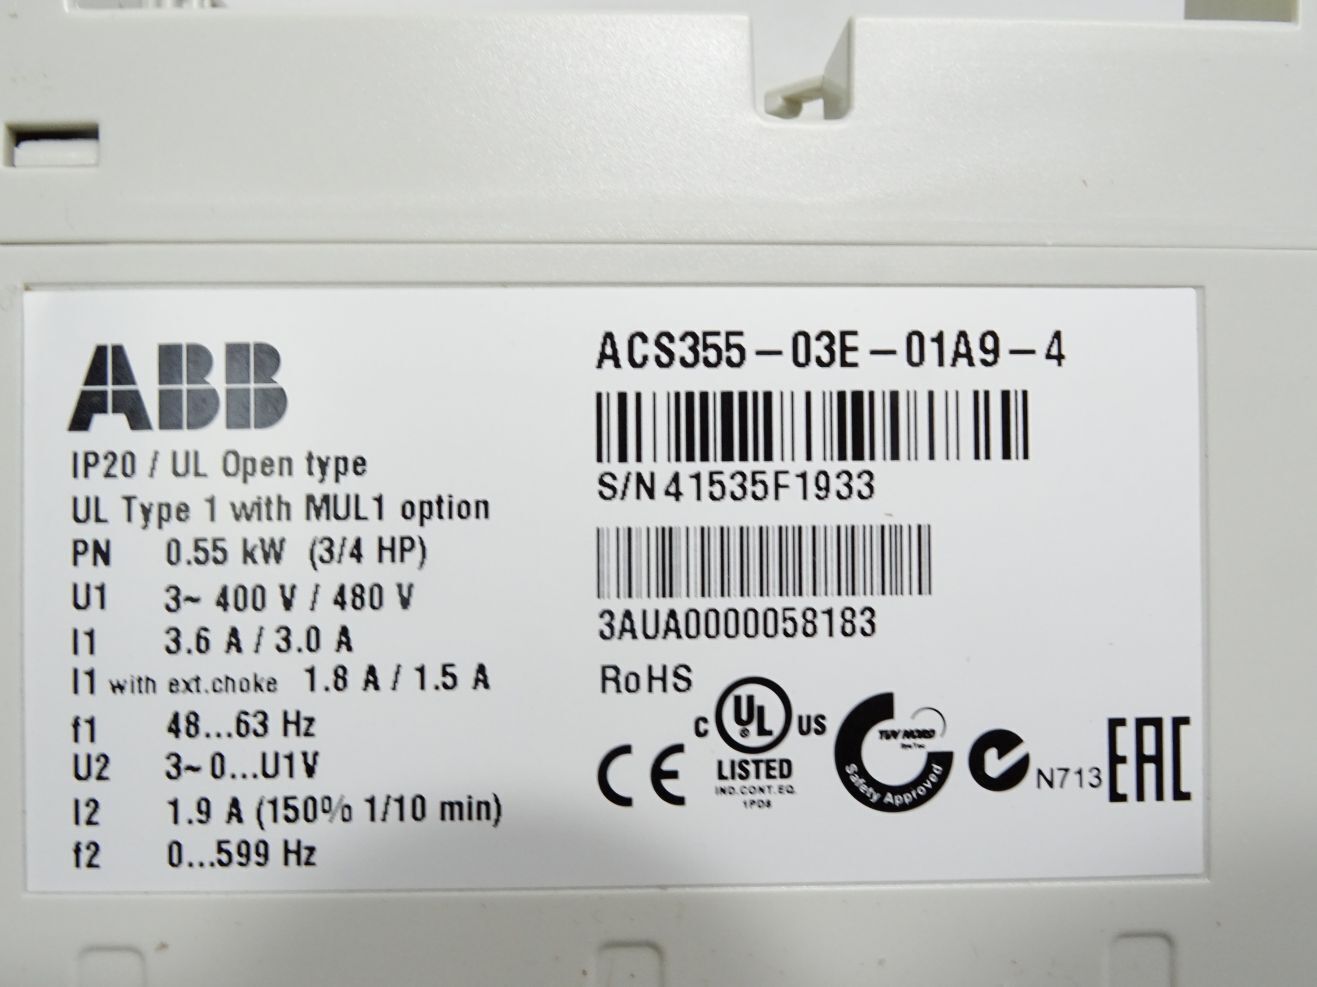 ABB
IP20 / UL Open type
UL Type 1 with MUL1 option
PN 0.55 kW (3/4 HP)
U1 3~ 400 V / 480 V
I1 3.6 A / 3.0 A
I1 with ext.choke 1.8 A / 1.5 A
f1 48...63 Hz
U2 3~ 0...U1V
I2 1.9 A (150% 1/10 min)
f2 0...599 Hz
ACS355-03E-01A9-4
S/N 41535F1933
3AUA0000058183
RoHS
C UL US
LISTED
IND.CONT.EQ.
1PD8
CE
TUV NORD
Safety Approved
N713
EAC